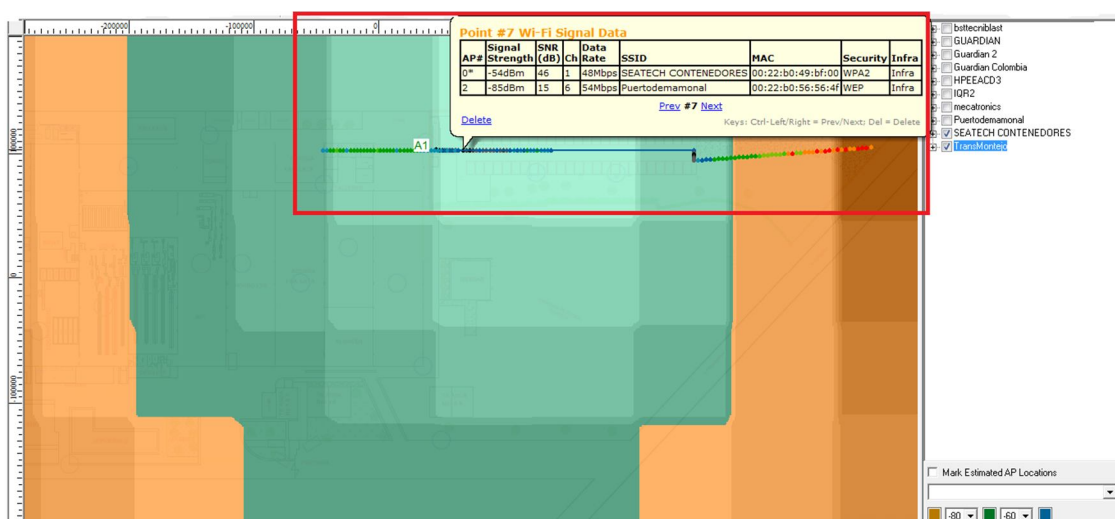 -200000
-100000
0
Point #7 Wi-Fi Signal Data
AP# Signal Strength SNR (dB) Ch Data Rate SSID MAC Security Infra
0* -54dBm 46 1 48Mbps SEATECH CONTENEDORES 00:22:b0:49:bf:00 WPA2 Infra
2 -85dBm 15 6 54Mbps Puertodemamonal 00:22:b0:56:56:4f WEP Infra
Prev #7 Next
Delete
Keys: Ctrl-Left/Right = Prev/Next; Del = Delete
bsttecniblast
GUARDIAN
Guardian 2
Guardian Colombia
HPEEACD3
IQR2
mecatronics
Puertodemamonal
SEATECH CONTENEDORES
TransMontejo
A1
0
-100000
Mark Estimated AP Locations
-80
-60